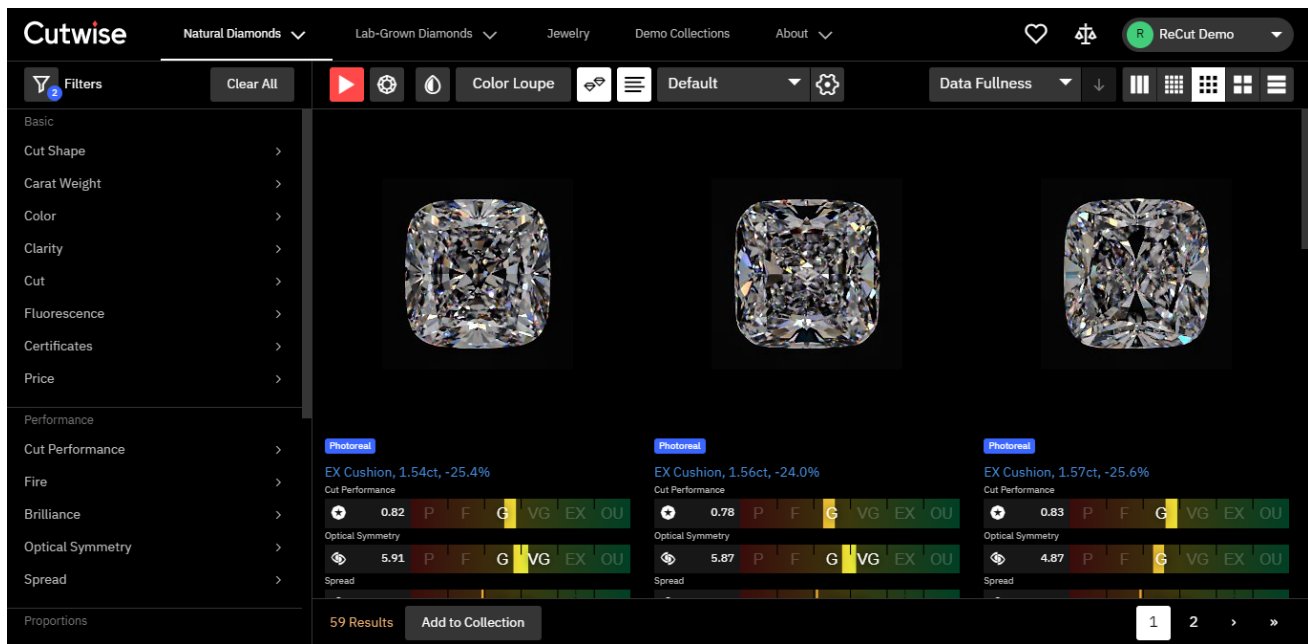 Cutwise
Natural Diamonds
Lab-Grown Diamonds
Jewelry
Demo Collections
About
R
ReCut Demo
2
Filters
Clear All
Color Loupe
Default
Data Fullness
Basic
Cut Shape
Carat Weight
Color
Clarity
Cut
Fluorescence
Certificates
Price
Performance
Cut Performance
Fire
Brilliance
Optical Symmetry
Spread
Proportions
Photoreal
EX Cushion, 1.54ct, -25.4%
Cut Performance
0.82 P F G VG EX OU
Optical Symmetry
5.91 P F G VG EX OU
Spread
Photoreal
EX Cushion, 1.56ct, -24.0%
Cut Performance
0.78 P F G VG EX OU
Optical Symmetry
5.87 P F G VG EX OU
Spread
Photoreal
EX Cushion, 1.57ct, -25.6%
Cut Performance
0.83 P F G VG EX OU
Optical Symmetry
4.87 P F G VG EX OU
Spread
59 Results
Add to Collection
1 2 › »